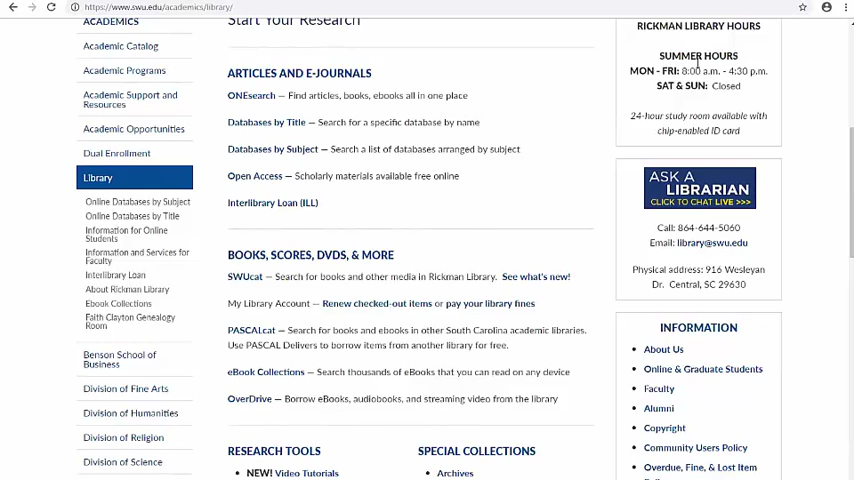 https://www.swu.edu/academics/library/
ACADEMICS
Academic Catalog
Academic Programs
Academic Support and
Resources
Academic Opportunities
Dual Enrollment
Library
Online Databases by Subject
Online Databases by Title
Information for Online
Students
Information and Services for
Faculty
Interlibrary Loan
About Rickman Library
Ebook Collections
Faith Clayton Genealogy
Room
Benson School of
Business
Division of Fine Arts
Division of Humanities
Division of Religion
Division of Science
Start Your Research
ARTICLES AND E-JOURNALS
ONEsearch — Find articles, books, ebooks all in one place
Databases by Title — Search for a specific database by name
Databases by Subject — Search a list of databases arranged by subject
Open Access — Scholarly materials available free online
Interlibrary Loan (ILL)
BOOKS, SCORES, DVDS, & MORE
SWUcat — Search for books and other media in Rickman Library. See what's new!
My Library Account — Renew checked-out items or pay your library fines
PASCALcat — Search for books and ebooks in other South Carolina academic libraries.
Use PASCAL Delivers to borrow items from another library for free.
eBook Collections — Search thousands of eBooks that you can read on any device
OverDrive — Borrow eBooks, audiobooks, and streaming video from the library
RESEARCH TOOLS
NEW! Video Tutorials
SPECIAL COLLECTIONS
Archives
RICKMAN LIBRARY HOURS
SUMMER HOURS
MON - FRI: 8:00 a.m. - 4:30 p.m.
SAT & SUN: Closed
24-hour study room available with
chip-enabled ID card
ASK A
LIBRARIAN
CLICK TO CHAT LIVE >>>
Call: 864-644-5060
Email: library@swu.edu
Physical address: 916 Wesleyan
Dr. Central, SC 29630
INFORMATION
About Us
Online & Graduate Students
Faculty
Alumni
Copyright
Community Users Policy
Overdue, Fine, & Lost Item